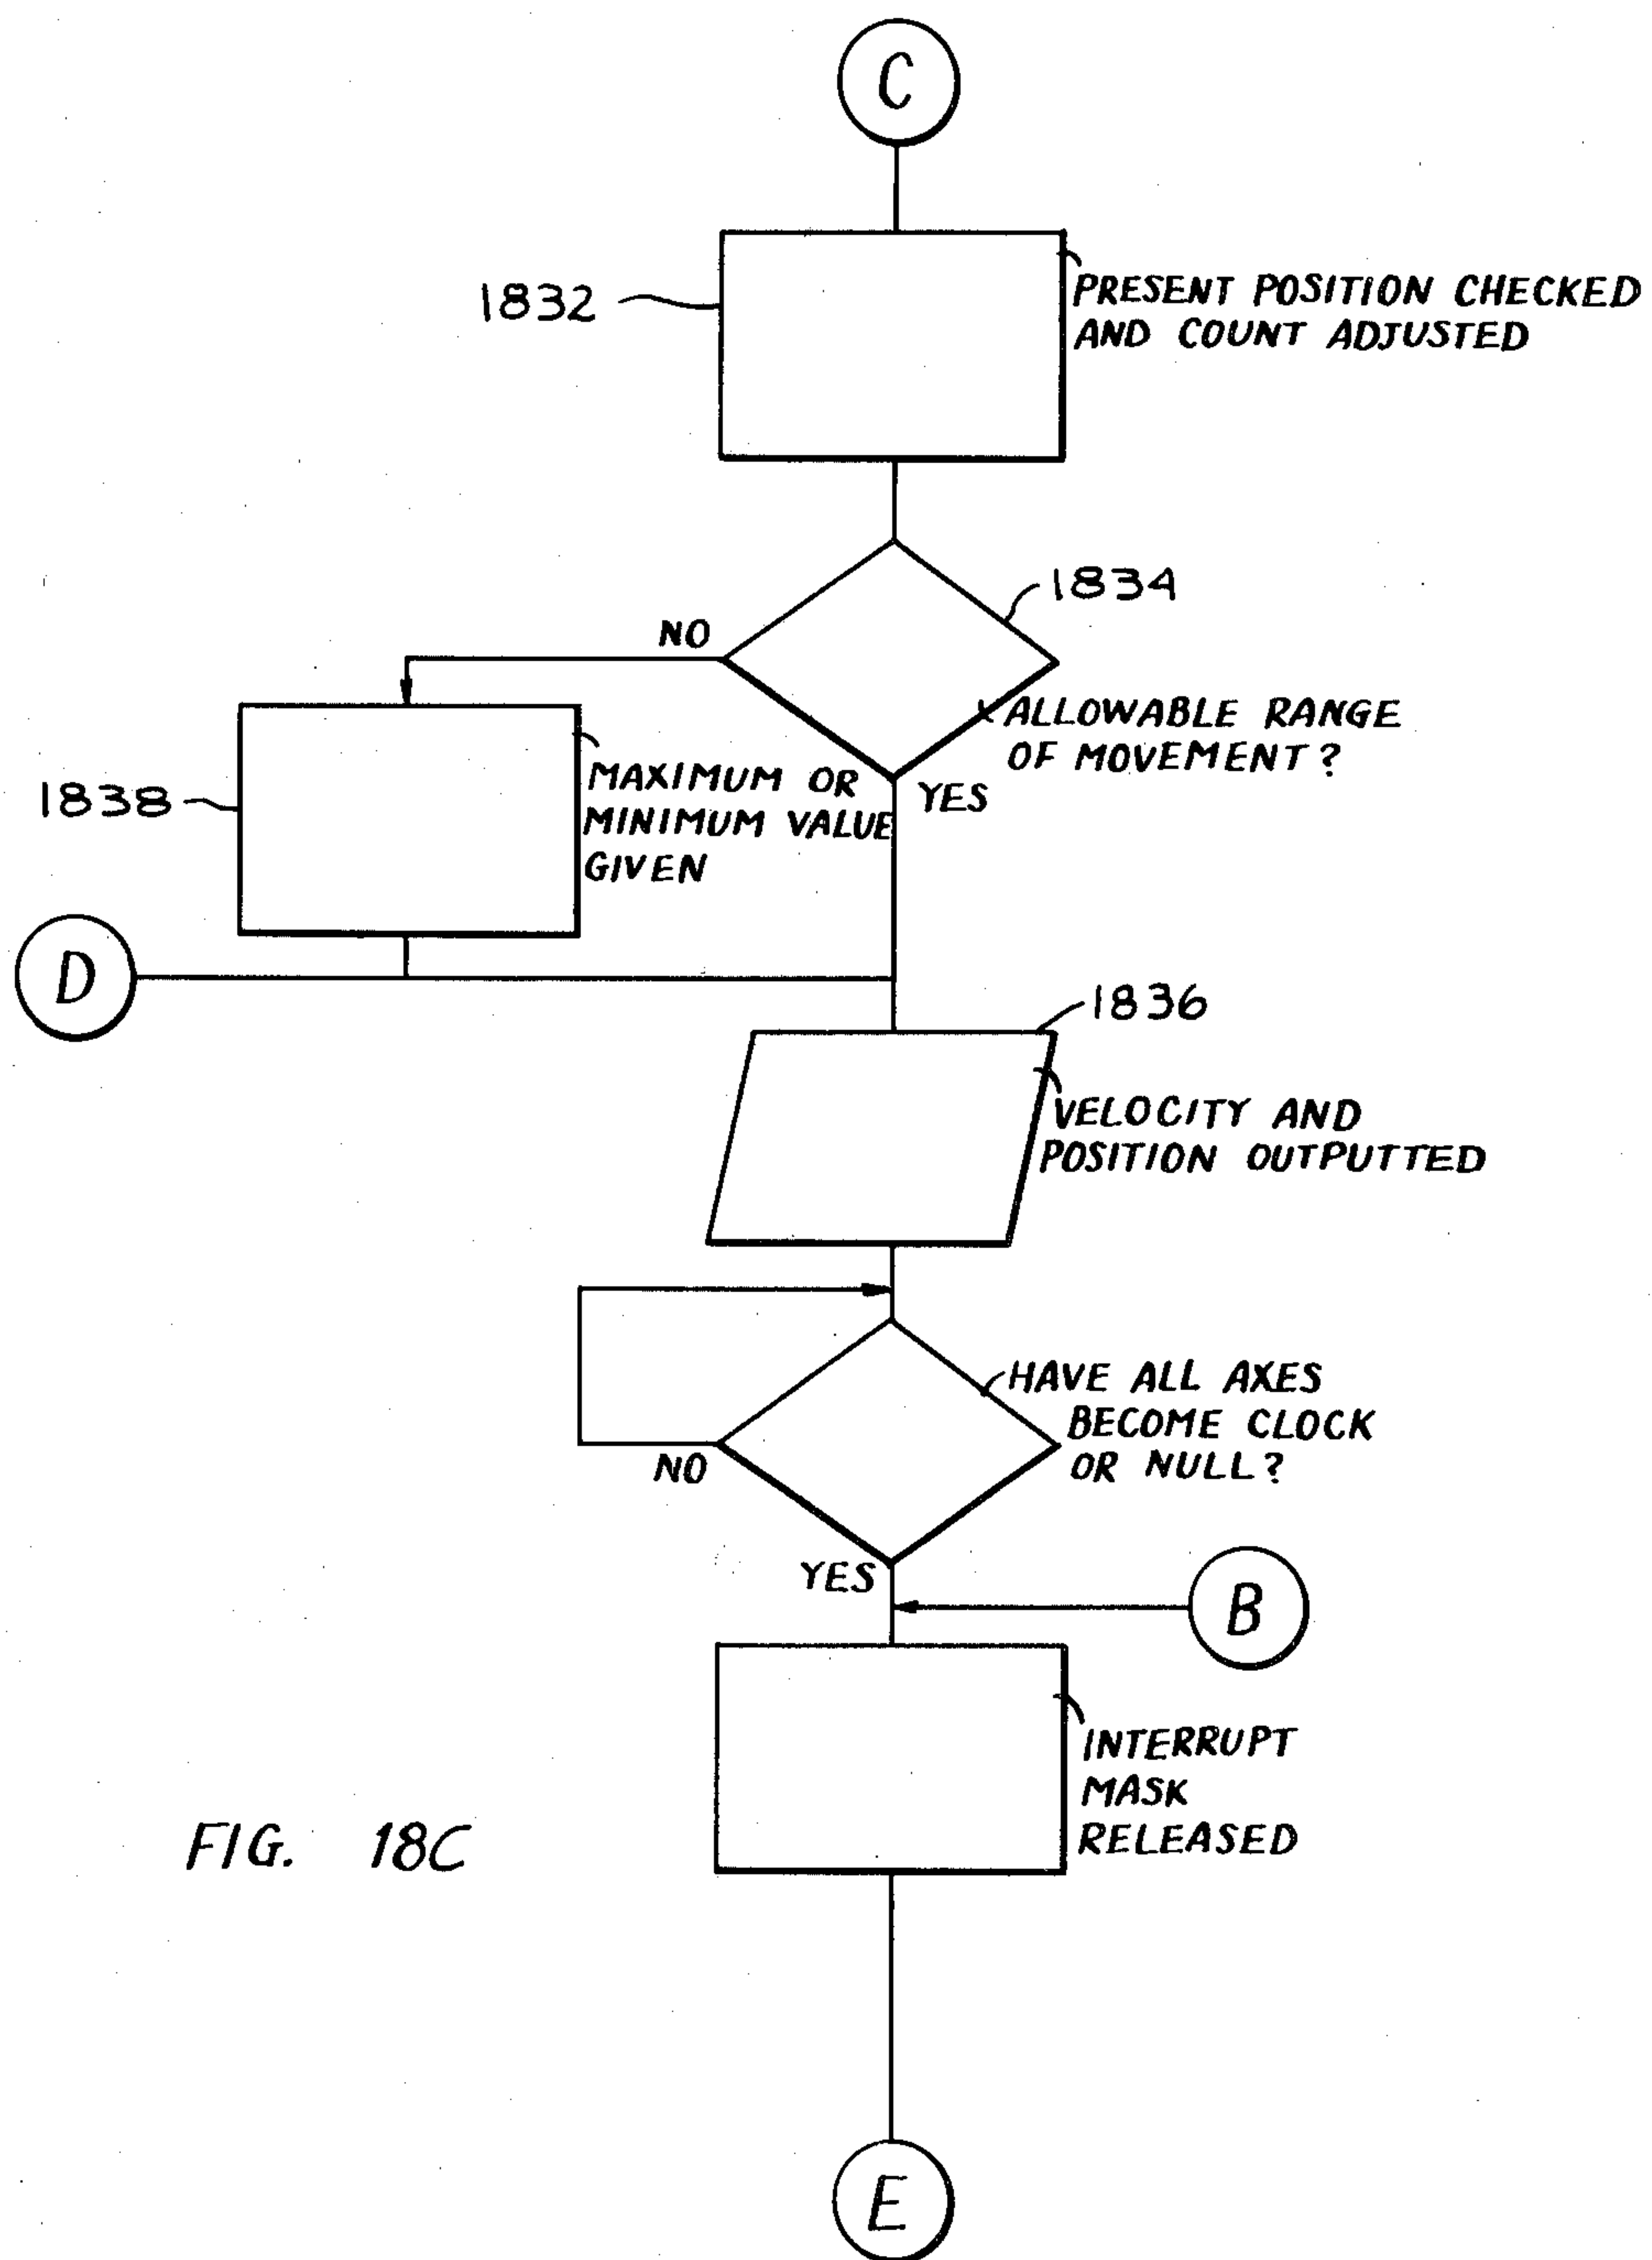 C
1832
PRESENT POSITION CHECKED
AND COUNT ADJUSTED
1834
NO
ALLOWABLE RANGE
OF MOVEMENT?
YES
1838
MAXIMUM OR
MINIMUM VALUE
GIVEN
D
1836
VELOCITY AND
POSITION OUTPUTTED
HAVE ALL AXES
BECOME CLOCK
OR NULL?
NO
YES
B
INTERRUPT
MASK
RELEASED
FIG. 18C
E